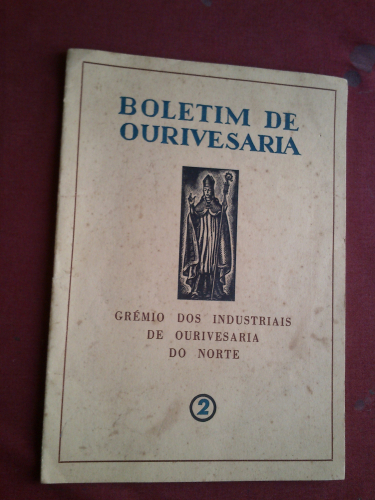 BOLETIM DE
OURIVESARIA
GRÉMIO DOS INDUSTRIAIS
DE OURIVESARIA
DO NORTE
2